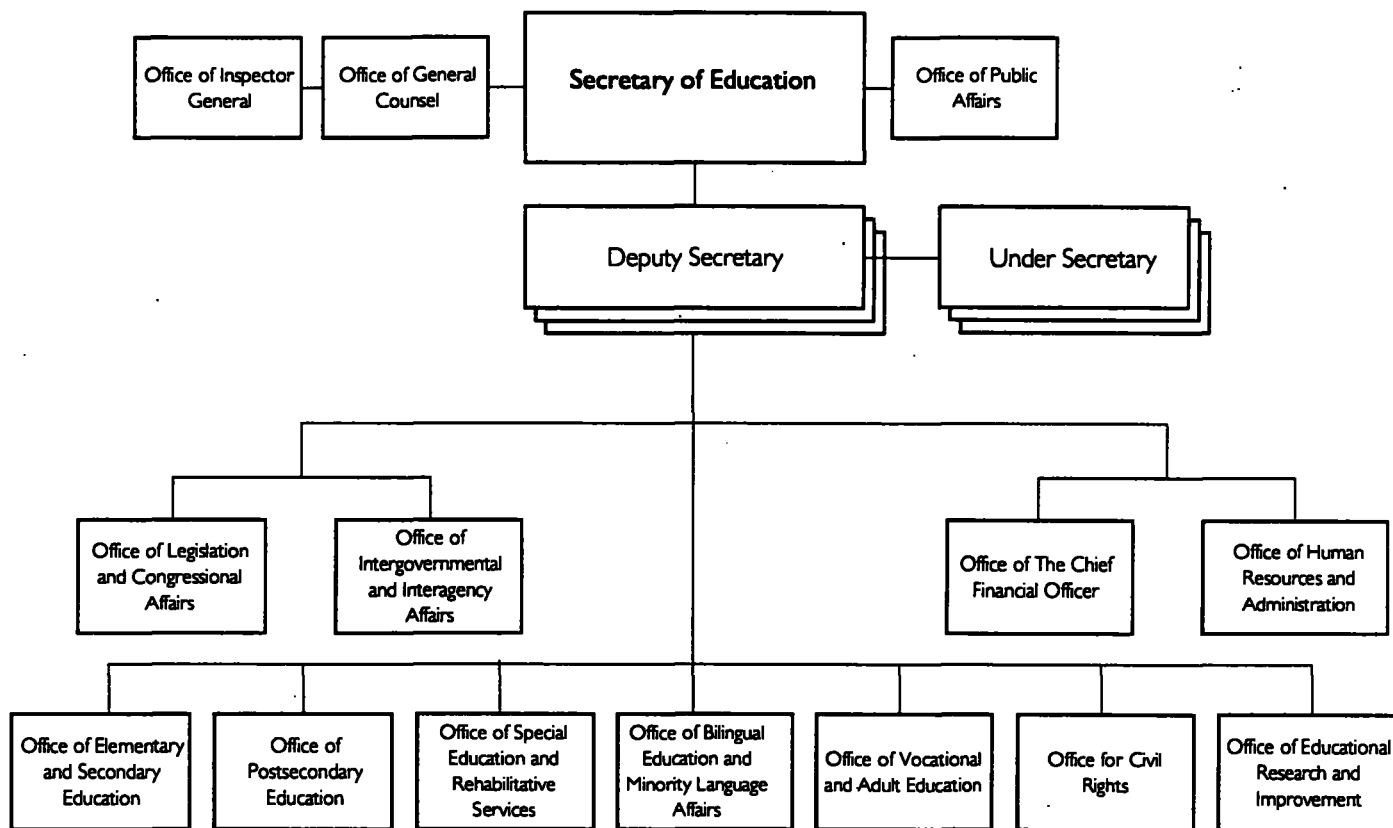 Office of Inspector
General
Office of General
Counsel
Secretary of Education
Office of Public
Affairs
Deputy Secretary
Under Secretary
Office of Legislation
and Congressional
Affairs
Office of
Intergovernmental
and Interagency
Affairs
Office of The Chief
Financial Officer
Office of Human
Resources and
Administration
Office of Elementary
and Secondary
Education
Office of
Postsecondary
Education
Office of Special
Education and
Rehabilitative
Services
Office of Bilingual
Education and
Minority Language
Affairs
Office of Vocational
and Adult Education
Office for Civil
Rights
Office of Educational
Research and
Improvement